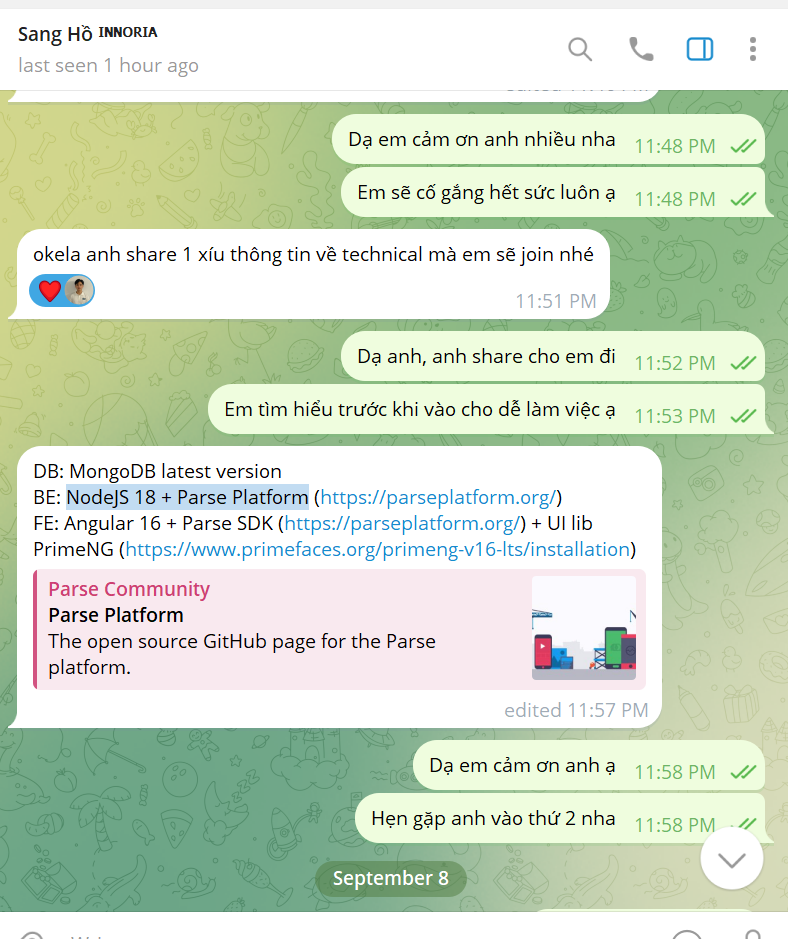 Sang Hồ INNORIA
last seen 1 hour ago
Dạ em cảm ơn anh nhiều nha 11:48 PM
Em sẽ cố gắng hết sức luôn ạ 11:48 PM
okela anh share 1 xíu thông tin về technical mà em sẽ join nhé
11:51 PM
Dạ anh, anh share cho em đi 11:52 PM
Em tìm hiểu trước khi vào cho dễ làm việc ạ 11:53 PM
DB: MongoDB latest version
BE: NodeJS 18 + Parse Platform (https://parseplatform.org/)
FE: Angular 16 + Parse SDK (https://parseplatform.org/) + UI lib
PrimeNG (https://www.primefaces.org/primeng-v16-lts/installation)
Parse Community
Parse Platform
The open source GitHub page for the Parse
platform.
edited 11:57 PM
Dạ em cảm ơn anh ạ 11:58 PM
Hẹn gặp anh vào thứ 2 nha 11:58 PM
September 8